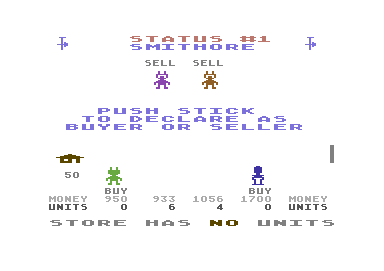 STATUS #1
SMITHORE
SELL SELL
PUSH STICK
TO DECLARE AS
BUYER OR SELLER
50
BUY BUY
MONEY 950 933 1056 1700 MONEY
UNITS 0 6 4 0 UNITS
STORE HAS NO UNITS